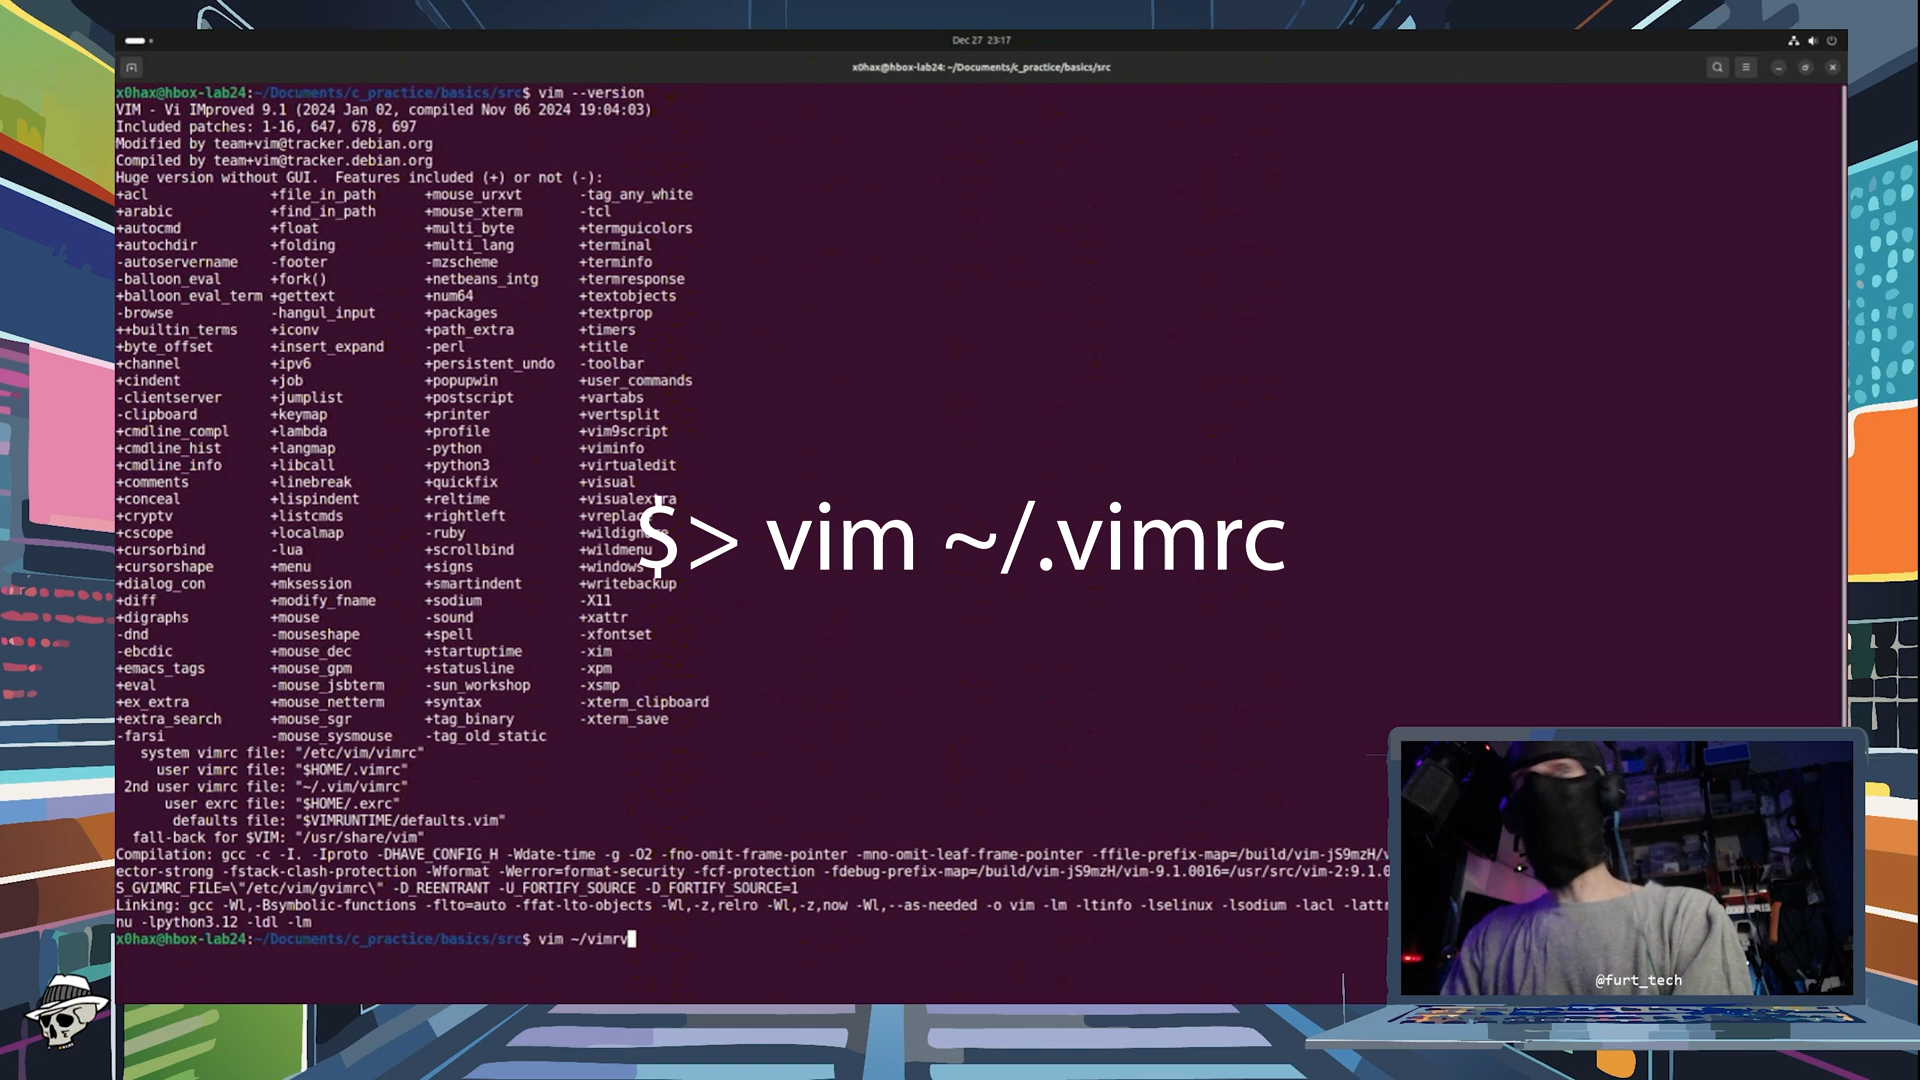 Dec 27 23:17
x0hax@hbox-lab24: ~/Documents/c_practice/basics/src
x0hax@hbox-lab24:~/Documents/c_practice/basics/src$ vim --version
VIM - Vi IMproved 9.1 (2024 Jan 02, compiled Nov 06 2024 19:04:03)
Included patches: 1-16, 647, 678, 697
Modified by team+vim@tracker.debian.org
Compiled by team+vim@tracker.debian.org
Huge version without GUI.  Features included (+) or not (-):
+acl +file_in_path +mouse_urxvt -tag_any_white
+arabic +find_in_path +mouse_xterm -tcl
+autocmd +float +multi_byte +termguicolors
+autochdir +folding +multi_lang +terminal
-autoservername -footer -mzscheme +terminfo
-balloon_eval +fork() +netbeans_intg +termresponse
+balloon_eval_term +gettext +num64 +textobjects
-browse -hangul_input +packages +textprop
++builtin_terms +iconv +path_extra +timers
+byte_offset +insert_expand -perl +title
+channel +ipv6 +persistent_undo -toolbar
+cindent +job +popupwin +user_commands
-clientserver +jumplist +postscript +vartabs
-clipboard +keymap +printer +vertsplit
+cmdline_compl +lambda +profile +vim9script
+cmdline_hist +langmap -python +viminfo
+cmdline_info +libcall +python3 +virtualedit
+comments +linebreak +quickfix +visual
+conceal +lispindent +reltime +visualextra
+cryptv +listcmds +rightleft +vreplace
+cscope +localmap -ruby +wildignore
+cursorbind -lua +scrollbind +wildmenu
+cursorshape +menu +signs +windows
+dialog_con +mksession +smartindent +writebackup
+diff +modify_fname +sodium -X11
+digraphs +mouse -sound +xattr
-dnd -mouseshape +spell -xfontset
-ebcdic +mouse_dec +startuptime -xim
+emacs_tags +mouse_gpm +statusline -xpm
+eval -mouse_jsbterm -sun_workshop -xsmp
+ex_extra +mouse_netterm +syntax -xterm_clipboard
+extra_search +mouse_sgr +tag_binary -xterm_save
-farsi -mouse_sysmouse -tag_old_static
system vimrc file: "/etc/vim/vimrc"
user vimrc file: "$HOME/.vimrc"
2nd user vimrc file: "~/.vim/vimrc"
user exrc file: "$HOME/.exrc"
defaults file: "$VIMRUNTIME/defaults.vim"
fall-back for $VIM: "/usr/share/vim"
Compilation: gcc -c -I. -Iproto -DHAVE_CONFIG_H -Wdate-time -g -O2 -fno-omit-frame-pointer -mno-omit-leaf-frame-pointer -ffile-prefix-map=/build/vim-jS9mzH/v
ector-strong -fstack-clash-protection -Wformat -Werror=format-security -fcf-protection -fdebug-prefix-map=/build/vim-jS9mzH/vim-9.1.0016=/usr/src/vim-2:9.1.0
S_GVIMRC_FILE=\"/etc/vim/gvimrc\" -D_REENTRANT -U_FORTIFY_SOURCE -D_FORTIFY_SOURCE=1
Linking: gcc -Wl,-Bsymbolic-functions -flto=auto -ffat-lto-objects -Wl,-z,relro -Wl,-z,now -Wl,--as-needed -o vim -lm -ltinfo -lselinux -lsodium -lacl -lattr
nu -lpython3.12 -ldl -lm
x0hax@hbox-lab24:~/Documents/c_practice/basics/src$ vim ~/vimrv
$> vim ~/.vimrc
@furt_tech